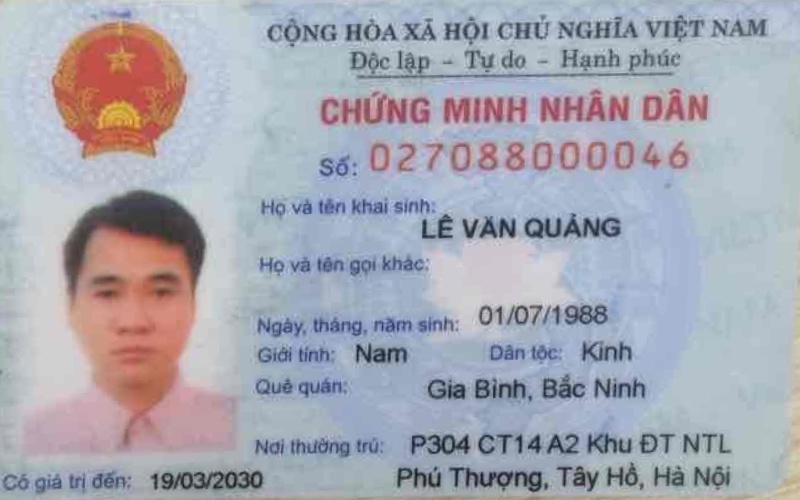 CỘNG HÒA XÃ HỘI CHỦ NGHĨA VIỆT NAM
Độc lập - Tự do - Hạnh phúc
CHỨNG MINH NHÂN DÂN
Số: 027088000046
Họ và tên khai sinh:
LÊ VĂN QUẢNG
Họ và tên gọi khác:
Ngày, tháng, năm sinh: 01/07/1988
Giới tính: Nam Dân tộc: Kinh
Quê quán: Gia Bình, Bắc Ninh
Nơi thường trú: P304 CT14 A2 Khu ĐT NTL
Phú Thượng, Tây Hồ, Hà Nội
Có giá trị đến: 19/03/2030